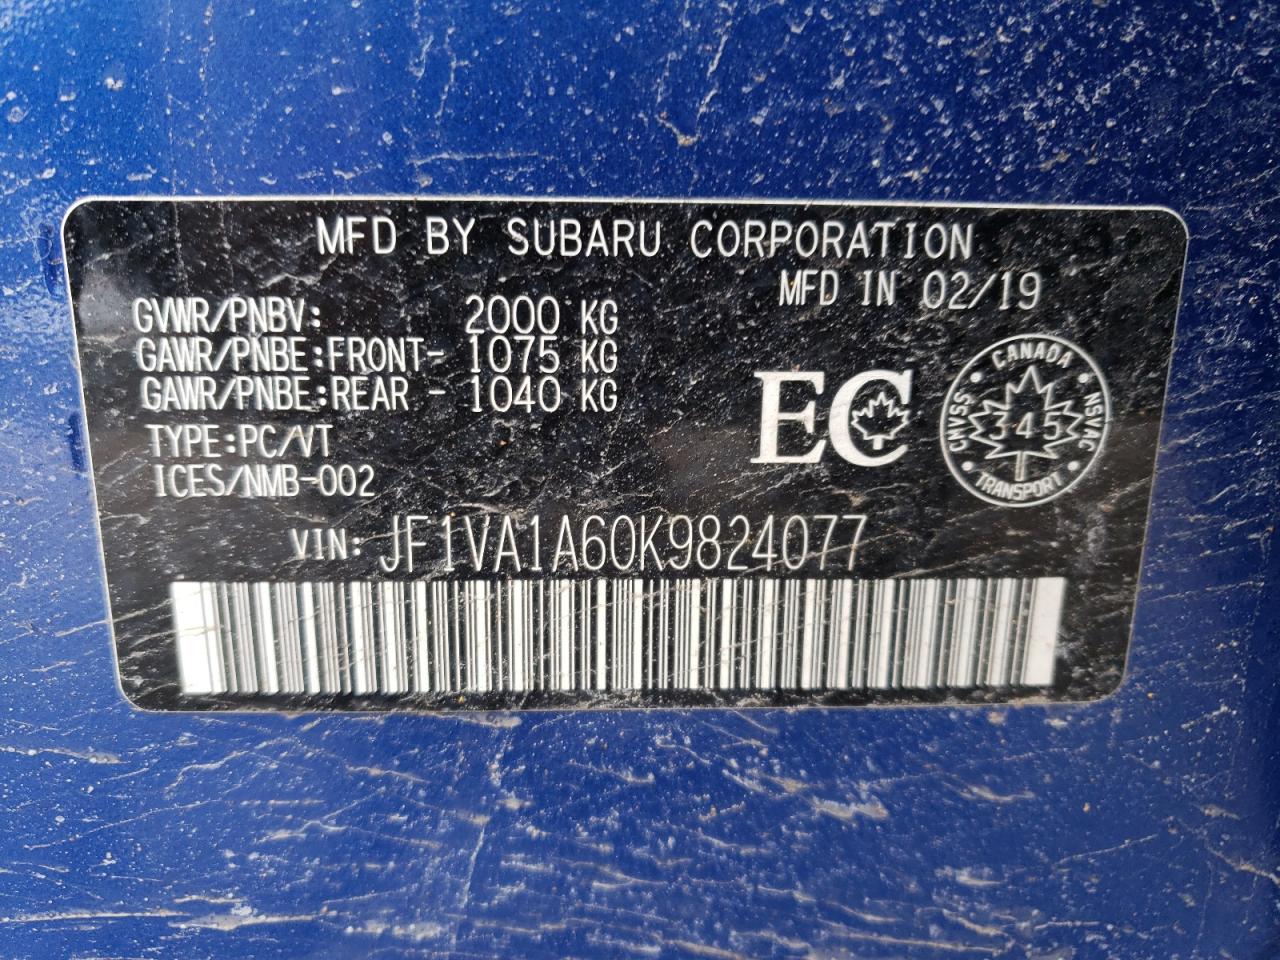 MFD BY SUBARU CORPORATION
MFD IN 02/19
GVWR/PNBV: 2000 KG
GAWR/PNBE:FRONT- 1075 KG
GAWR/PNBE:REAR - 1040 KG
TYPE:PC/VT
ICES/NMB-002
EC
CANADA
CMVSS
NSVAC
345
TRANSPORT
VIN: JF1VA1A60K9824077